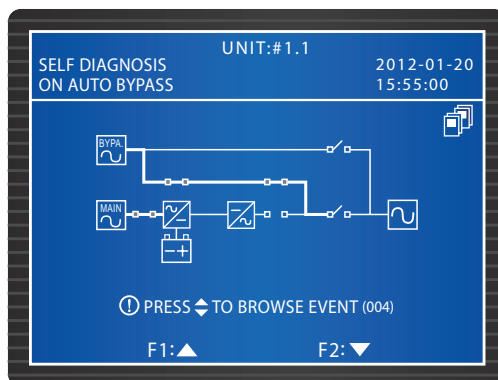 UNIT:#1.1
SELF DIAGNOSIS
ON AUTO BYPASS
2012-01-20
15:55:00
BYPA.
MAIN
PRESS TO BROWSE EVENT (004)
F1:
F2: